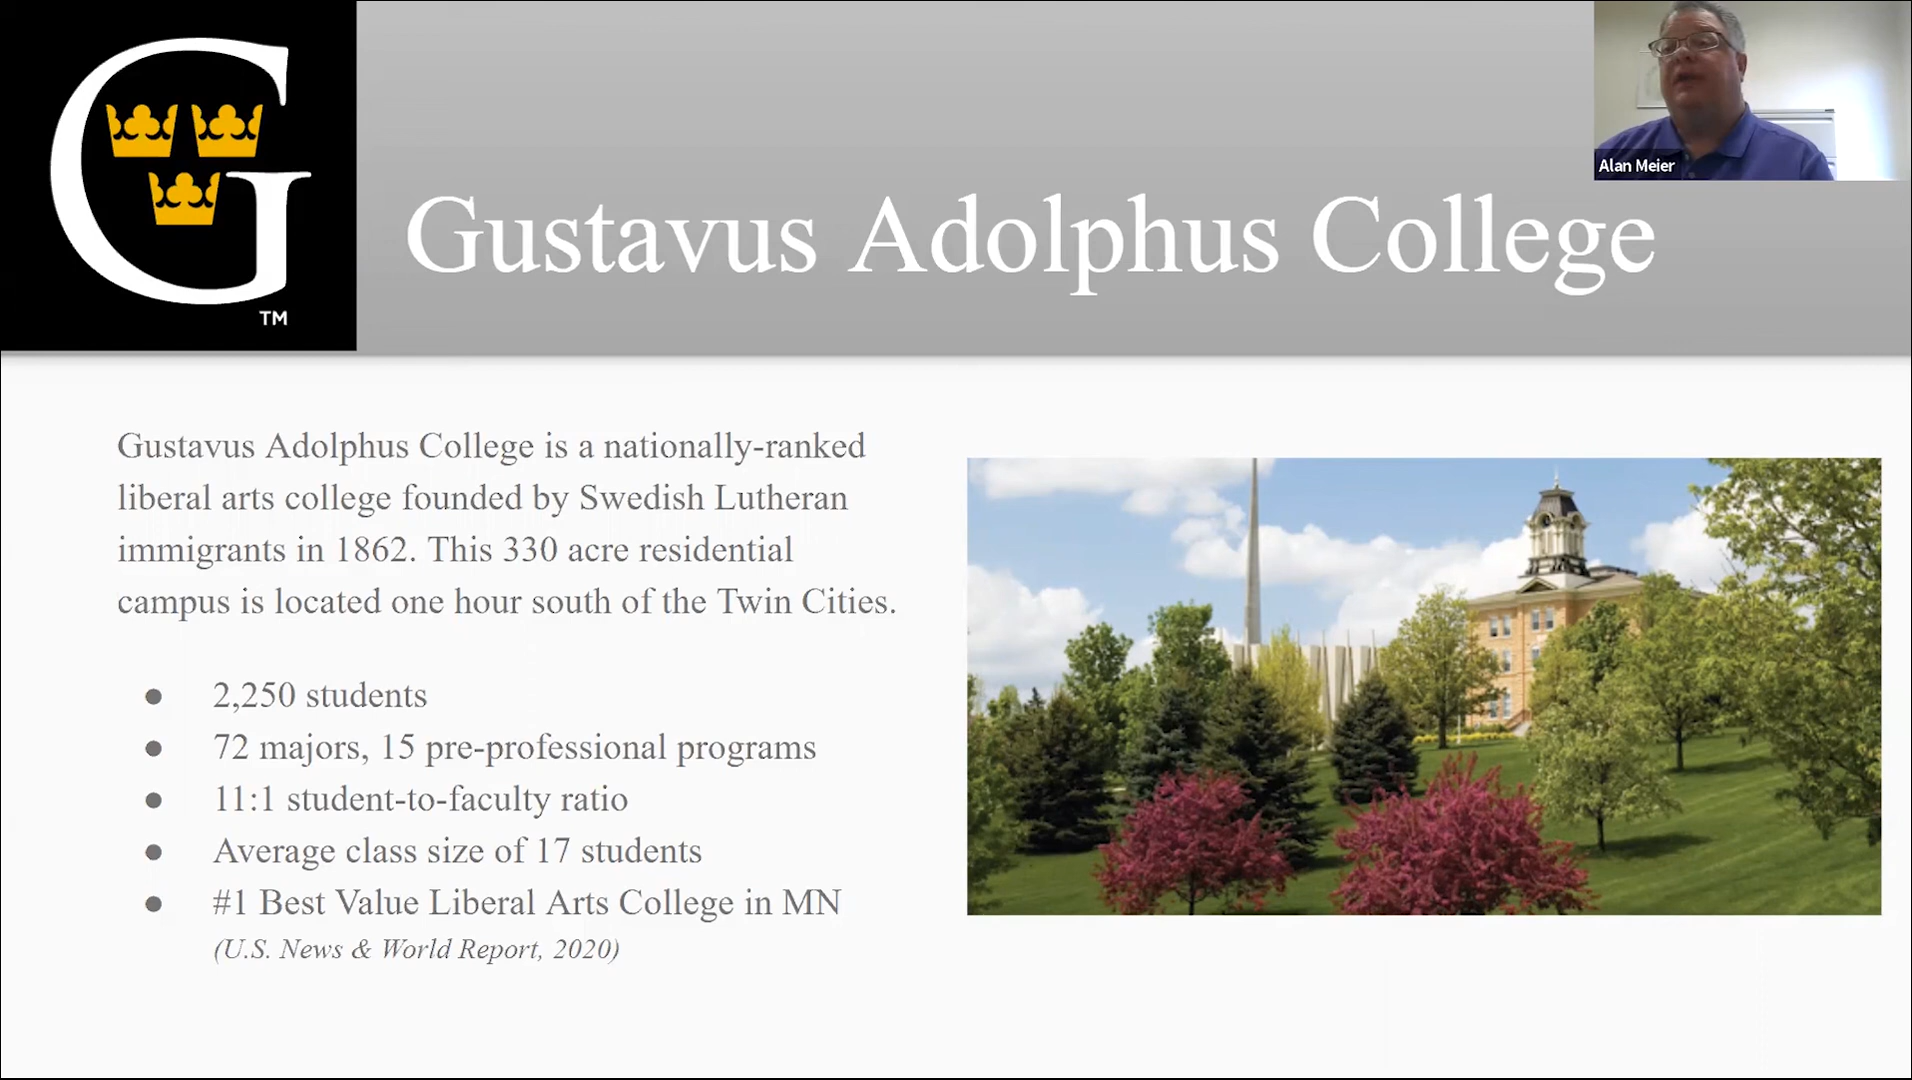 G
TM
Alan Meier
Gustavus Adolphus College
Gustavus Adolphus College is a nationally-ranked
liberal arts college founded by Swedish Lutheran
immigrants in 1862. This 330 acre residential
campus is located one hour south of the Twin Cities.
● 2,250 students
● 72 majors, 15 pre-professional programs
● 11:1 student-to-faculty ratio
● Average class size of 17 students
● #1 Best Value Liberal Arts College in MN
(U.S. News & World Report, 2020)